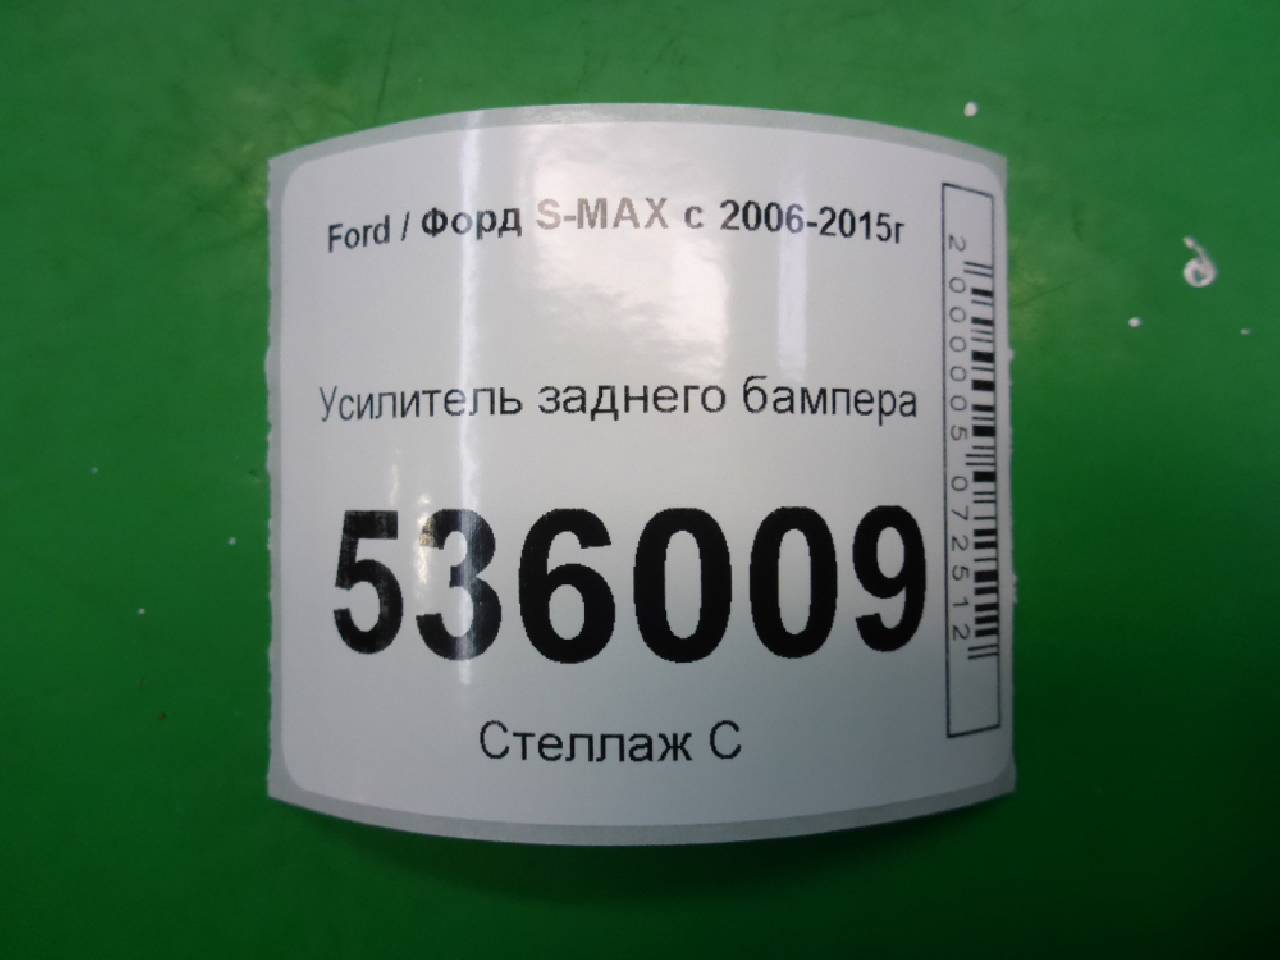 Ford / Форд S-MAX с 2006-2015г
Усилитель заднего бампера
536009
Стеллаж С
2000005072512